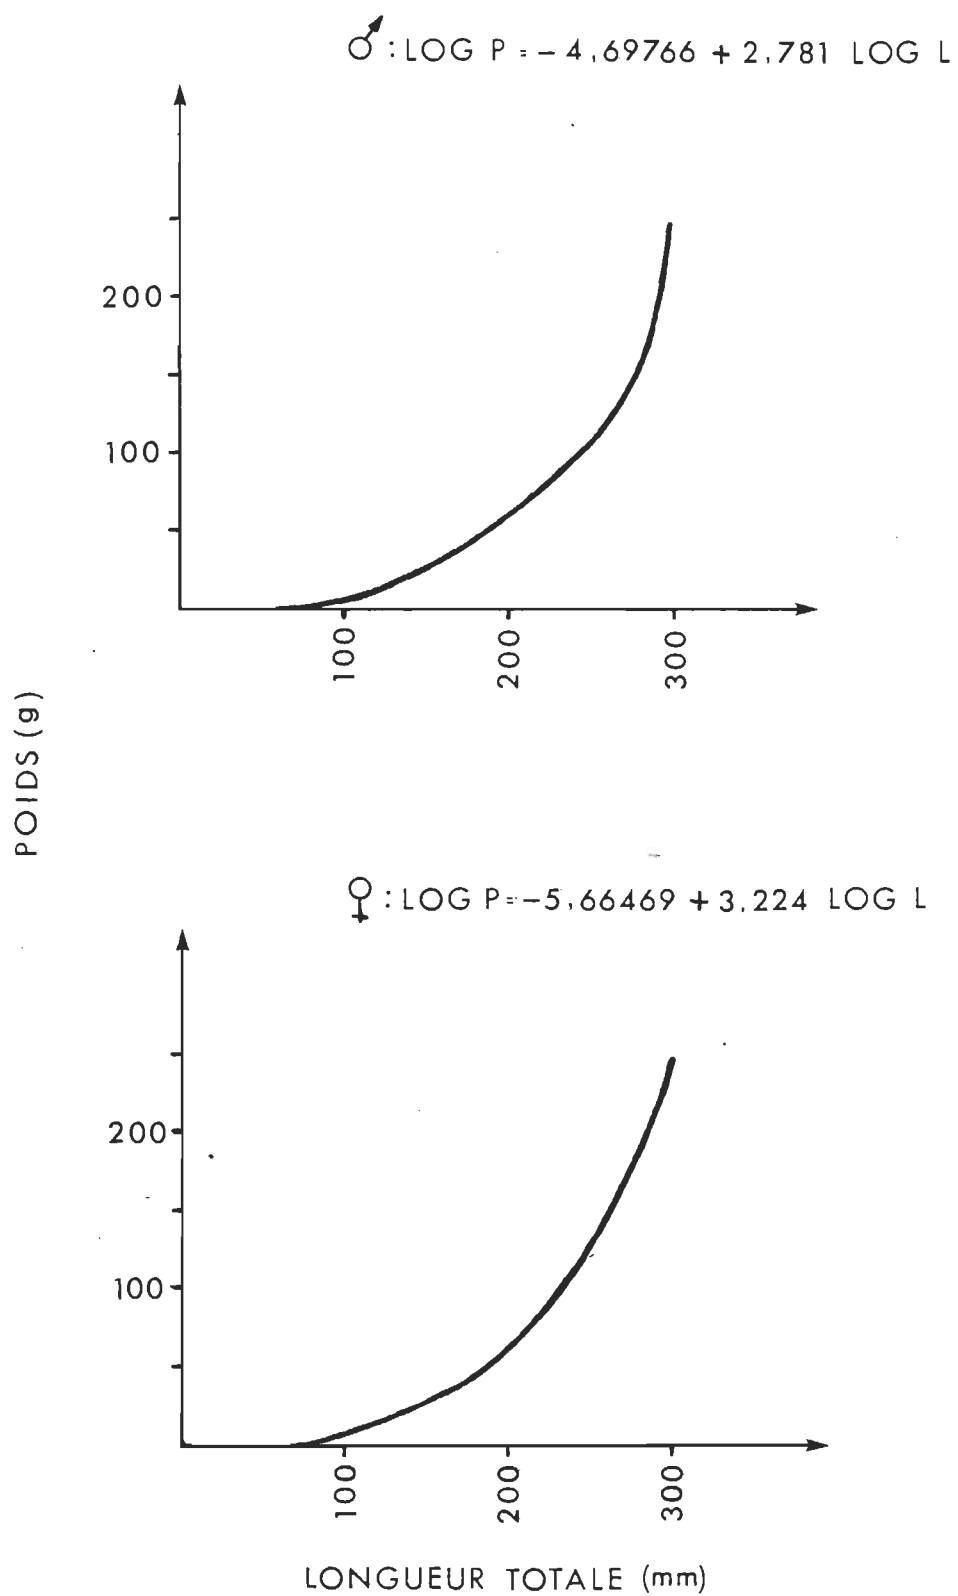 ♂ : LOG P = - 4,69766 + 2,781 LOG L
200
100
100
200
300
POIDS (g)
♀ : LOG P = -5,66469 + 3,224 LOG L
200
100
100
200
300
LONGUEUR TOTALE (mm)